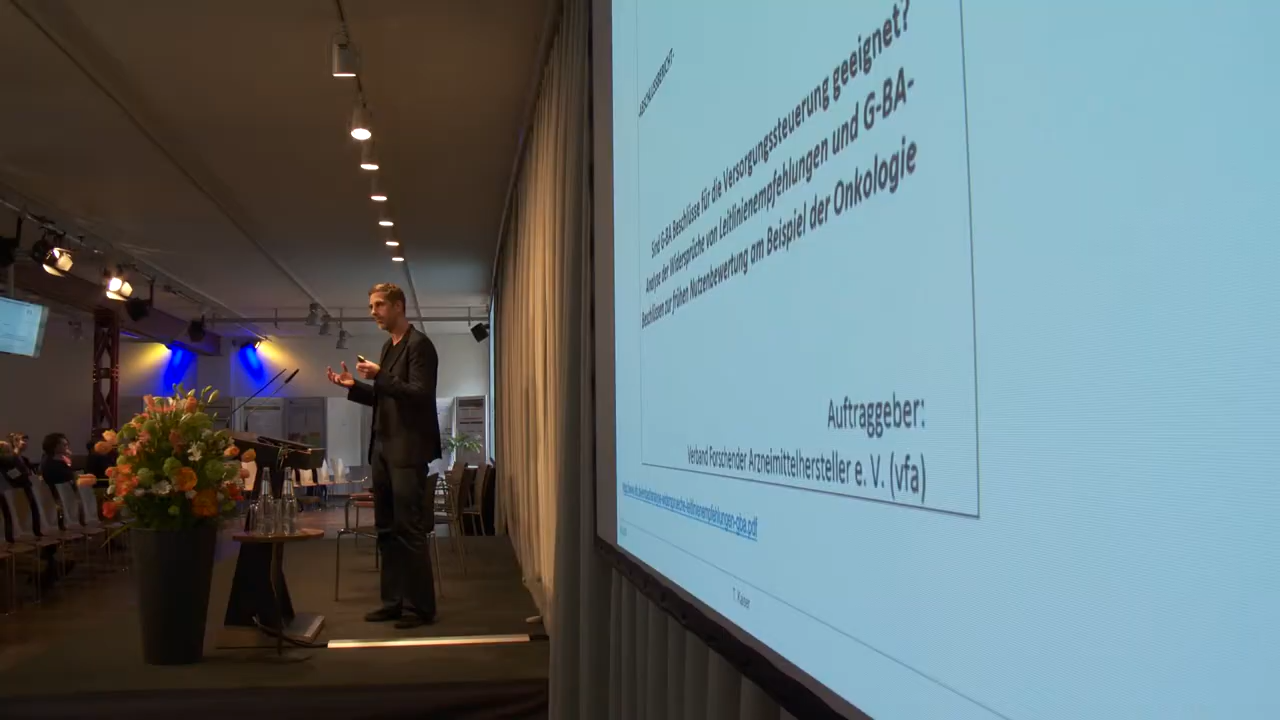 -ABSCHLUSSBERICHT-
Sind G-BA Beschlüsse für die Versorgungssteuerung geeignet?
Analyse der Widersprüche von Leitlinienempfehlungen und G-BA-
Beschlüssen zur frühen Nutzenbewertung am Beispiel der Onkologie
Auftraggeber:
Verband Forschender Arzneimittelhersteller e. V. (vfa)
T. Kaiser